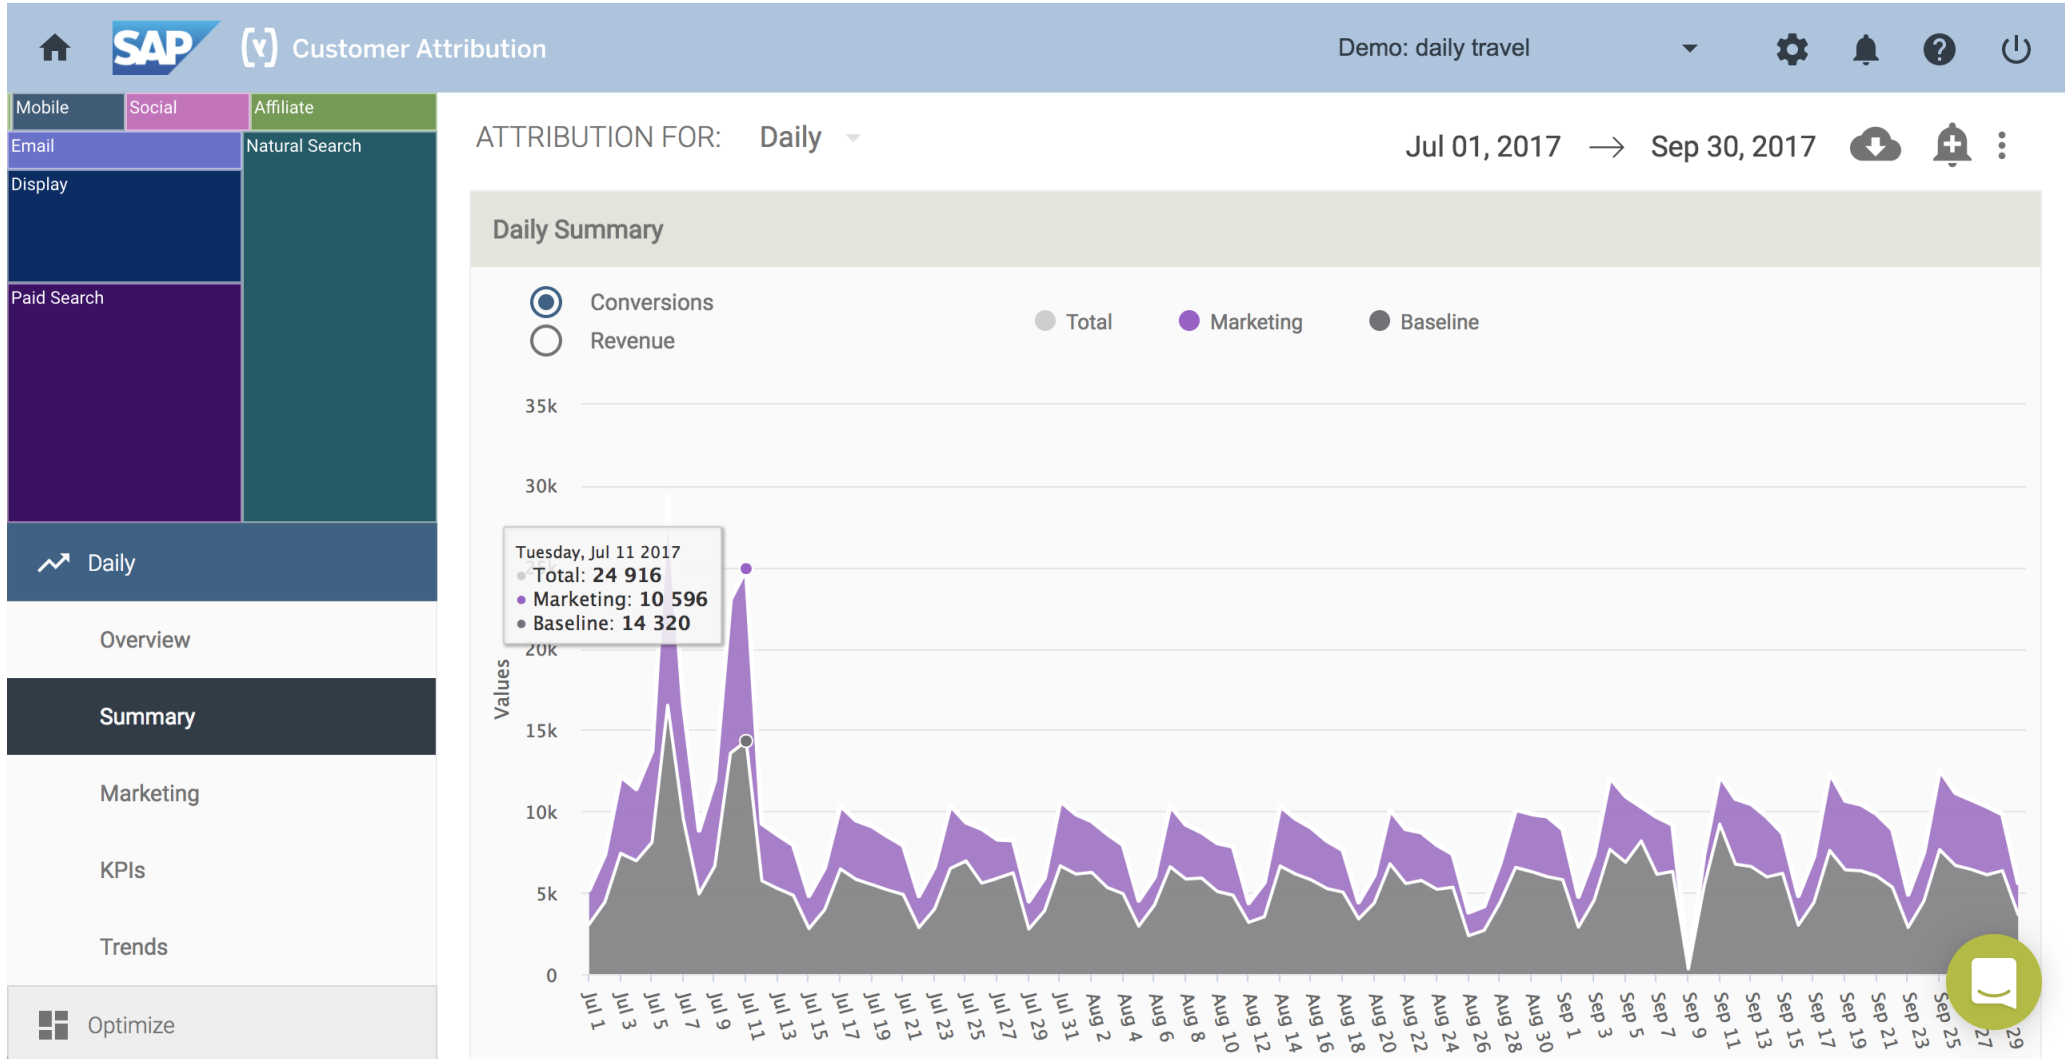 SAP
Customer Attribution
Demo: daily travel
Mobile
Social
Affiliate
Email
Natural Search
Display
Paid Search
Daily
Overview
Summary
Marketing
KPIs
Trends
Optimize
ATTRIBUTION FOR: Daily
Jul 01, 2017 → Sep 30, 2017
Daily Summary
Conversions
Revenue
Total
Marketing
Baseline
35k
30k
Tuesday, Jul 11 2017
Total: 24 916
Marketing: 10 596
Baseline: 14 320
20k
15k
10k
5k
0
Values
Jul 1
Jul 3
Jul 5
Jul 7
Jul 9
Jul 11
Jul 13
Jul 15
Jul 17
Jul 19
Jul 21
Jul 23
Jul 25
Jul 27
Jul 29
Jul 31
Aug 2
Aug 4
Aug 6
Aug 8
Aug 10
Aug 12
Aug 14
Aug 16
Aug 18
Aug 20
Aug 22
Aug 24
Aug 26
Aug 28
Aug 30
Sep 1
Sep 3
Sep 5
Sep 7
Sep 9
Sep 11
Sep 13
Sep 15
Sep 17
Sep 19
Sep 21
Sep 23
Sep 25
27
29